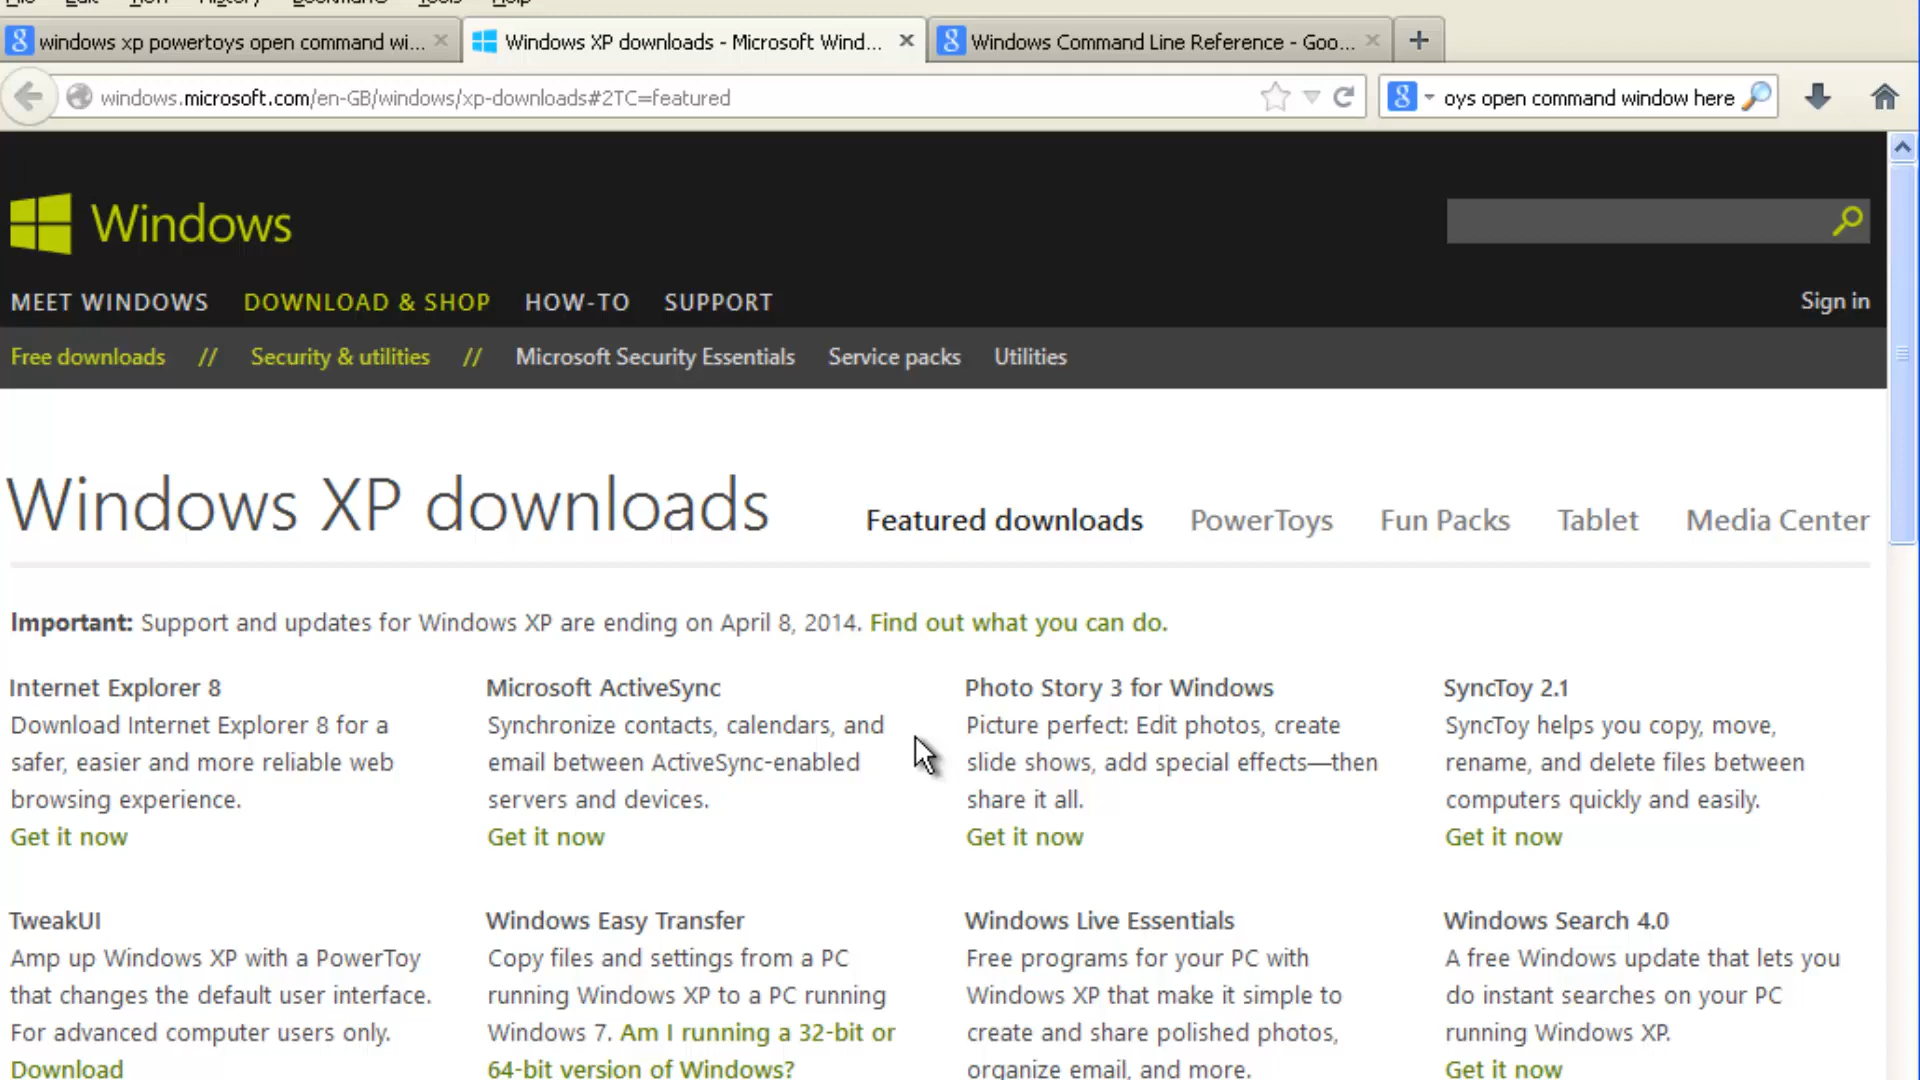 File Edit View History Bookmarks Tools Help
windows xp powertoys open command wi...
Windows XP downloads - Microsoft Wind...
Windows Command Line Reference - Goo...
windows.microsoft.com/en-GB/windows/xp-downloads#2TC=featured
oys open command window here
Windows
MEET WINDOWS DOWNLOAD & SHOP HOW-TO SUPPORT
Sign in
Free downloads // Security & utilities // Microsoft Security Essentials Service packs Utilities
Windows XP downloads
Featured downloads PowerToys Fun Packs Tablet Media Center
Important: Support and updates for Windows XP are ending on April 8, 2014. Find out what you can do.
Internet Explorer 8
Download Internet Explorer 8 for a
safer, easier and more reliable web
browsing experience.
Get it now
Microsoft ActiveSync
Synchronize contacts, calendars, and
email between ActiveSync-enabled
servers and devices.
Get it now
Photo Story 3 for Windows
Picture perfect: Edit photos, create
slide shows, add special effects—then
share it all.
Get it now
SyncToy 2.1
SyncToy helps you copy, move,
rename, and delete files between
computers quickly and easily.
Get it now
TweakUI
Amp up Windows XP with a PowerToy
that changes the default user interface.
For advanced computer users only.
Download
Windows Easy Transfer
Copy files and settings from a PC
running Windows XP to a PC running
Windows 7. Am I running a 32-bit or
64-bit version of Windows?
Windows Live Essentials
Free programs for your PC with
Windows XP that make it simple to
create and share polished photos,
organize email, and more.
Windows Search 4.0
A free Windows update that lets you
do instant searches on your PC
running Windows XP.
Get it now